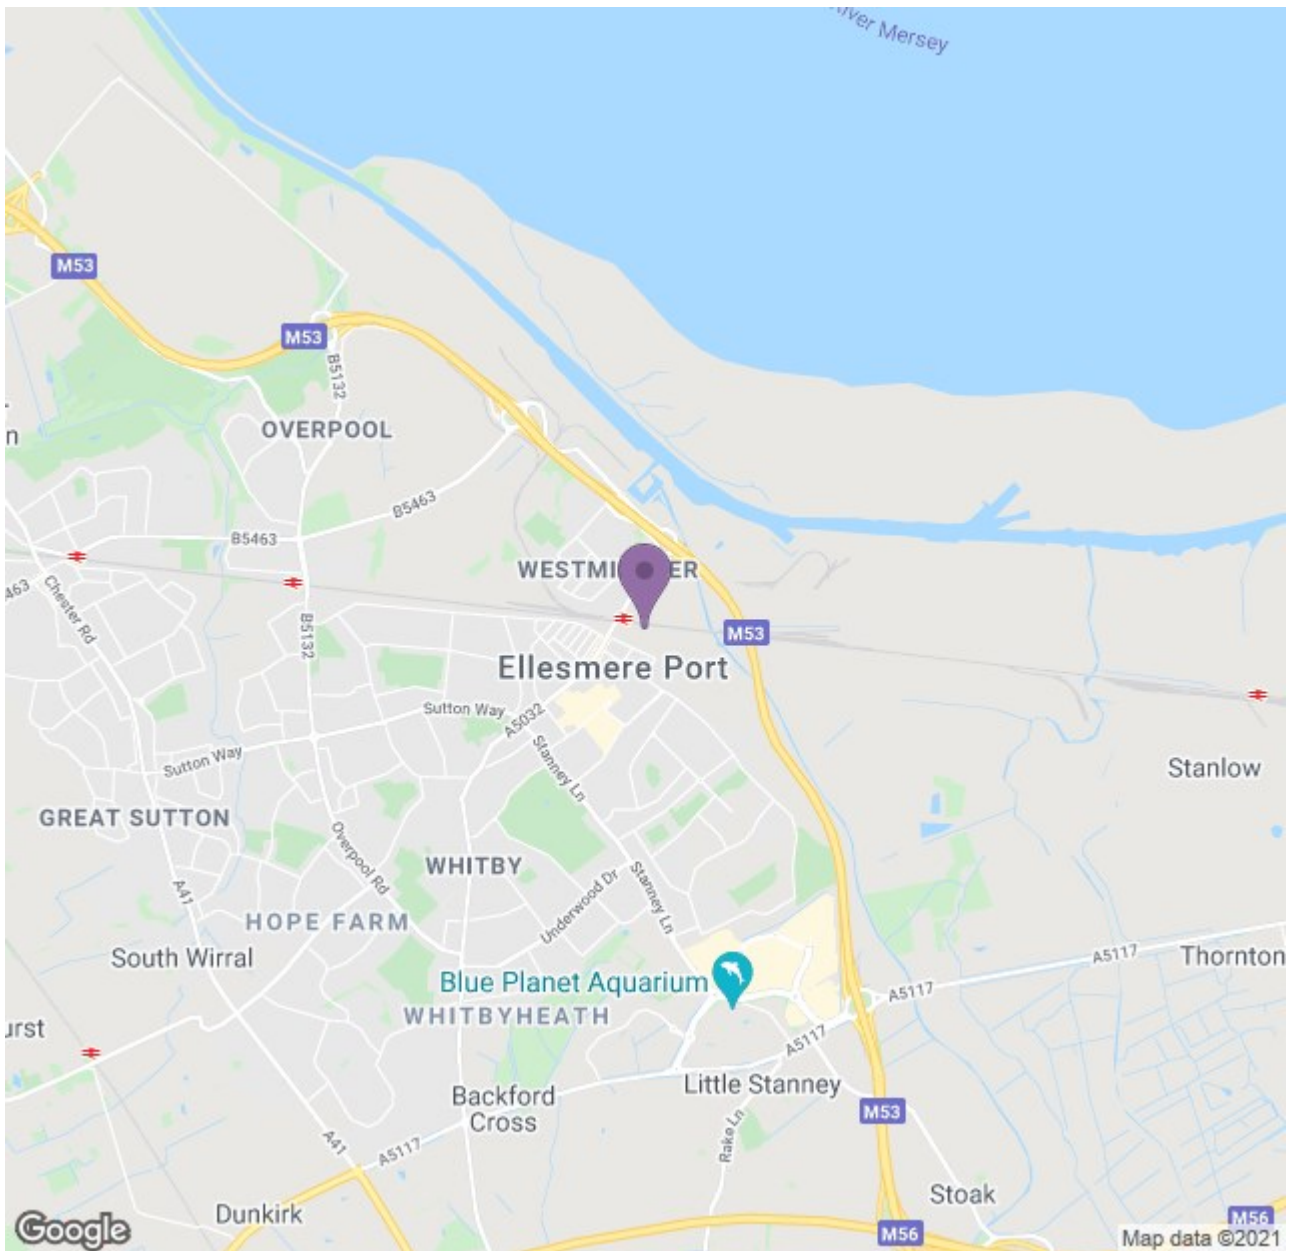 River Mersey
M53
M53
B5132
OVERPOOL
n
B5463
B5463
WESTMI ER
463
Chester Rd
B5132
M53
Ellesmere Port
Sutton Way
A5032
Sutton Way
Stanney Ln
Stanlow
GREAT SUTTON
Overpool Rd
WHITBY
A41
Underwood Dr
Stanney Ln
HOPE FARM
South Wirral
A5117
Thornton
Blue Planet Aquarium
A5117
WHITBYHEATH
urst
A5117
Little Stanney
Backford
Cross
M53
Rake Ln
A41
A5117
Stoak
Dunkirk
M56
M56
Google
Map data ©2021